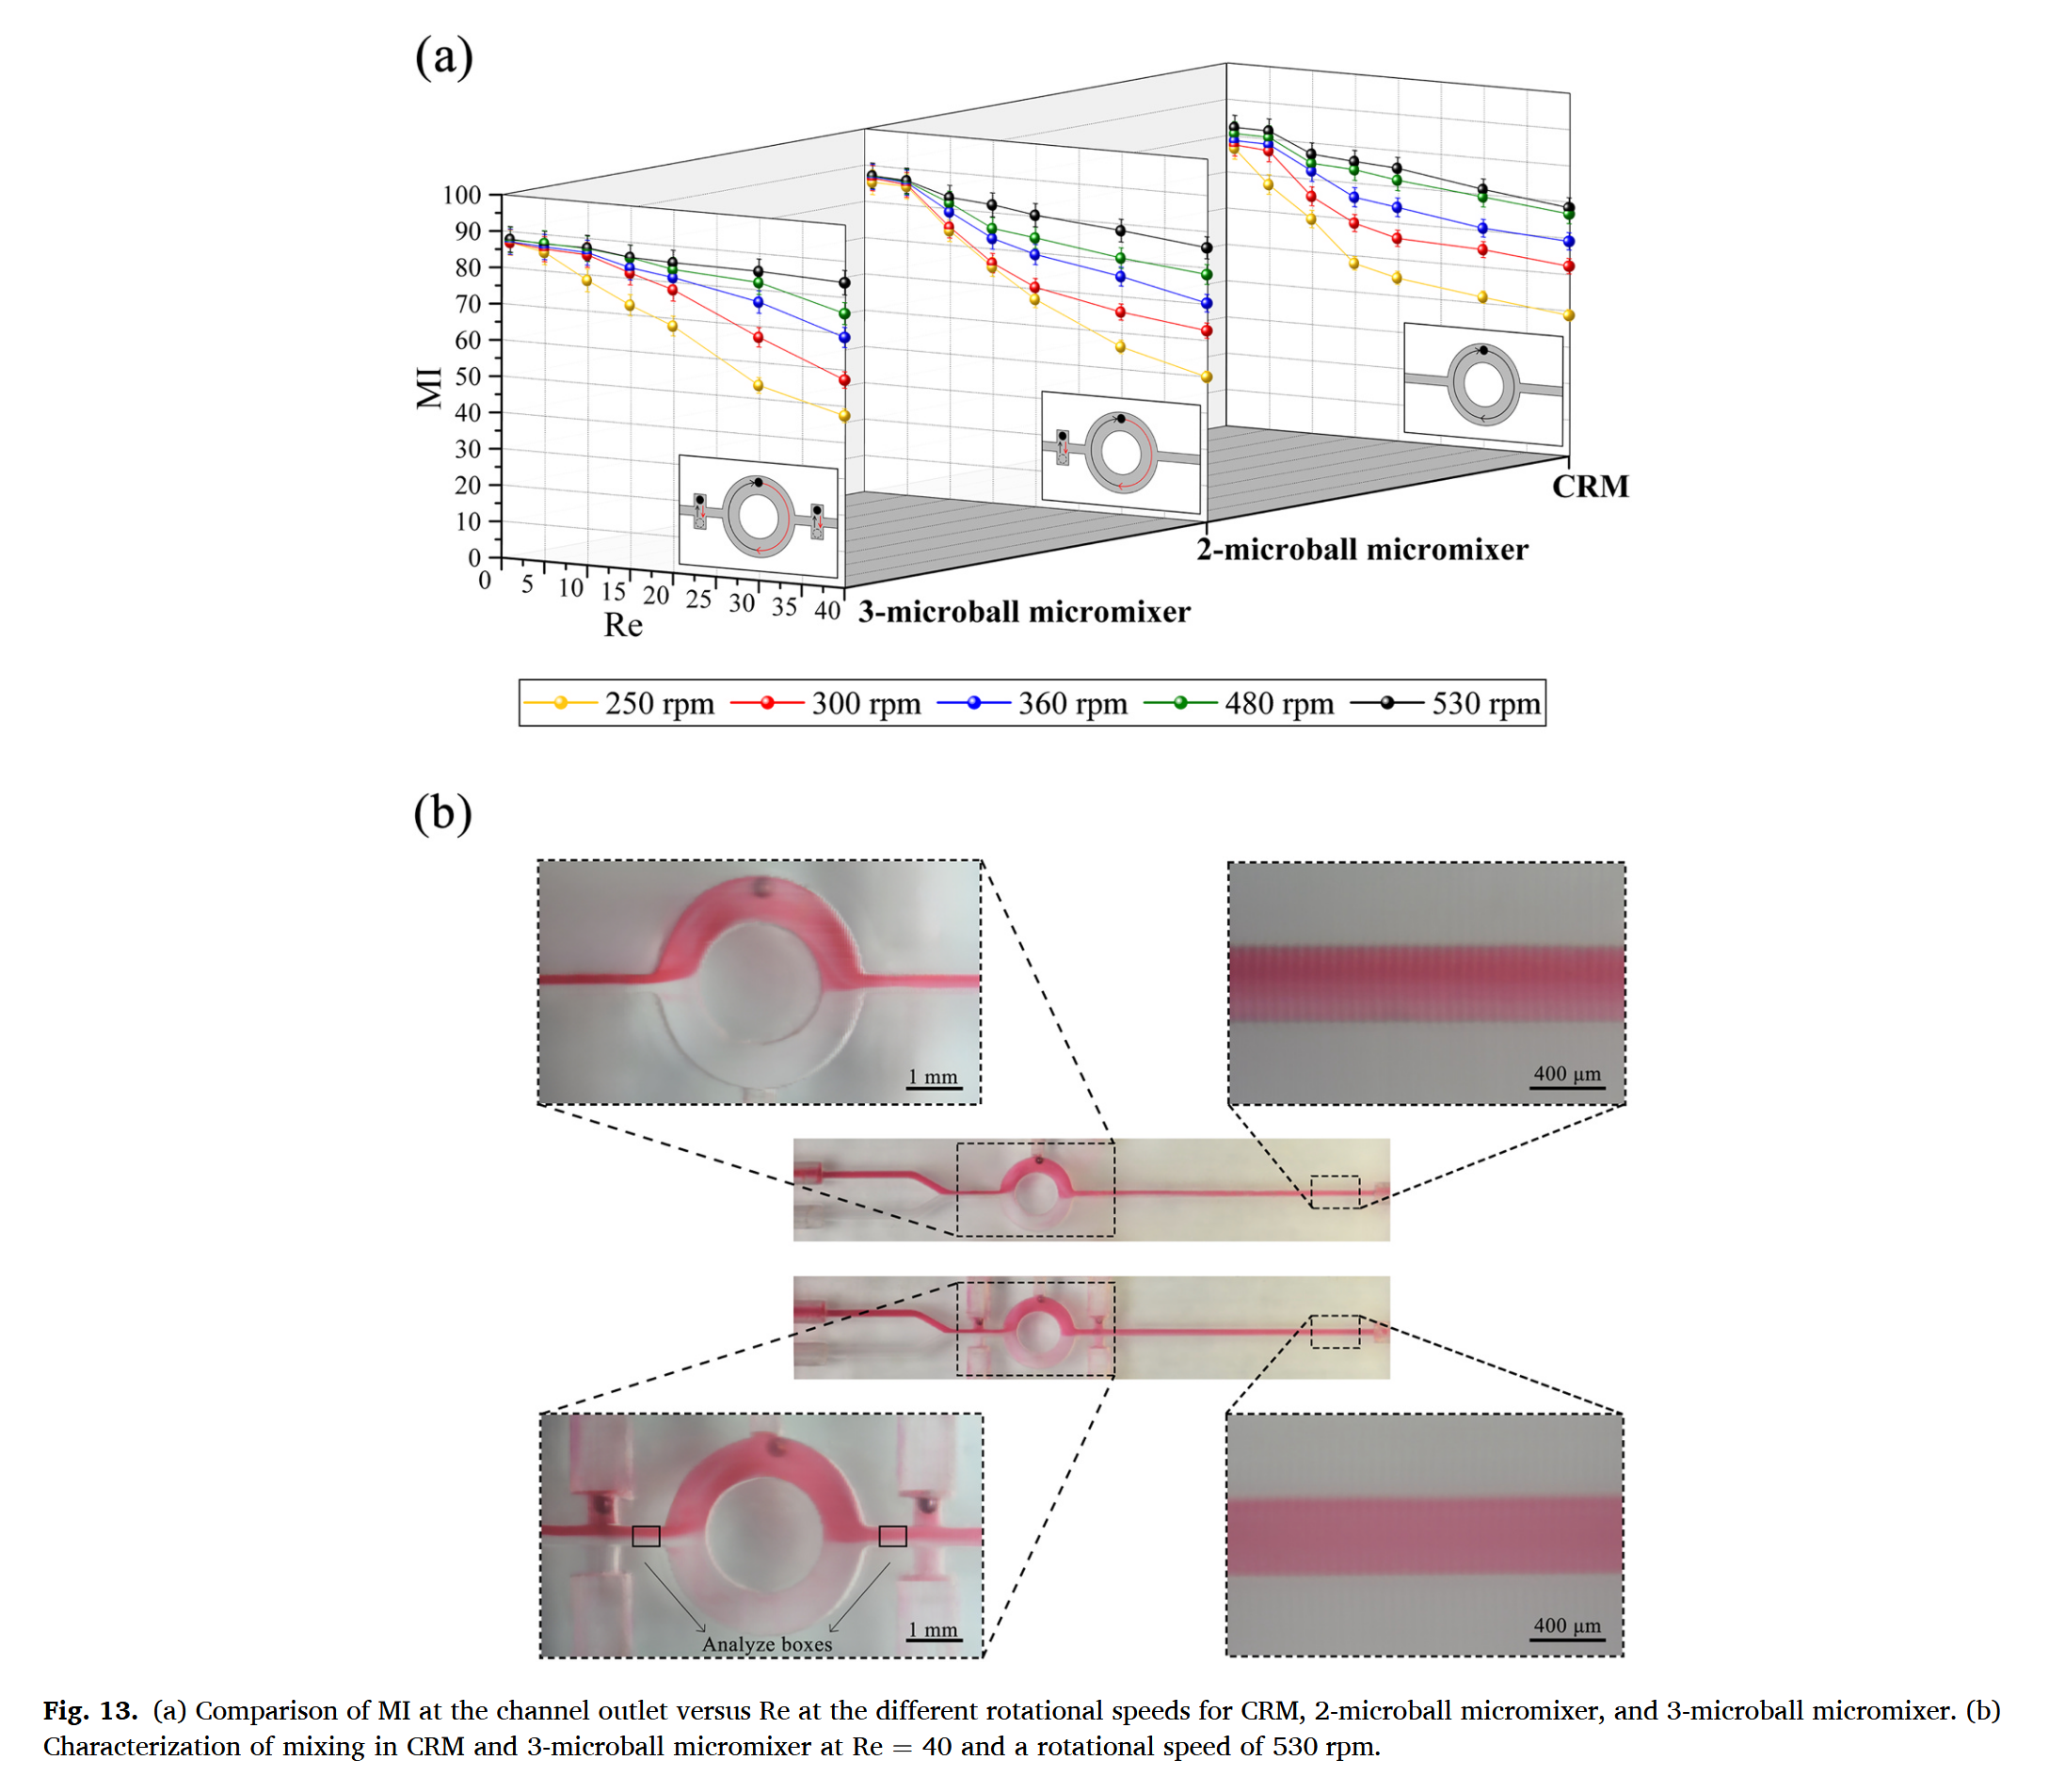 (a)
100
90
80
70
60
50
40
30
20
10
0
MI
0 5 10 15 20 25 30 35 40
Re
3-microball micromixer
2-microball micromixer
CRM
250 rpm 300 rpm 360 rpm 480 rpm 530 rpm
(b)
1 mm
400 μm
Analyze boxes
1 mm
400 μm
Fig. 13. (a) Comparison of MI at the channel outlet versus Re at the different rotational speeds for CRM, 2-microball micromixer, and 3-microball micromixer. (b)
Characterization of mixing in CRM and 3-microball micromixer at Re = 40 and a rotational speed of 530 rpm.